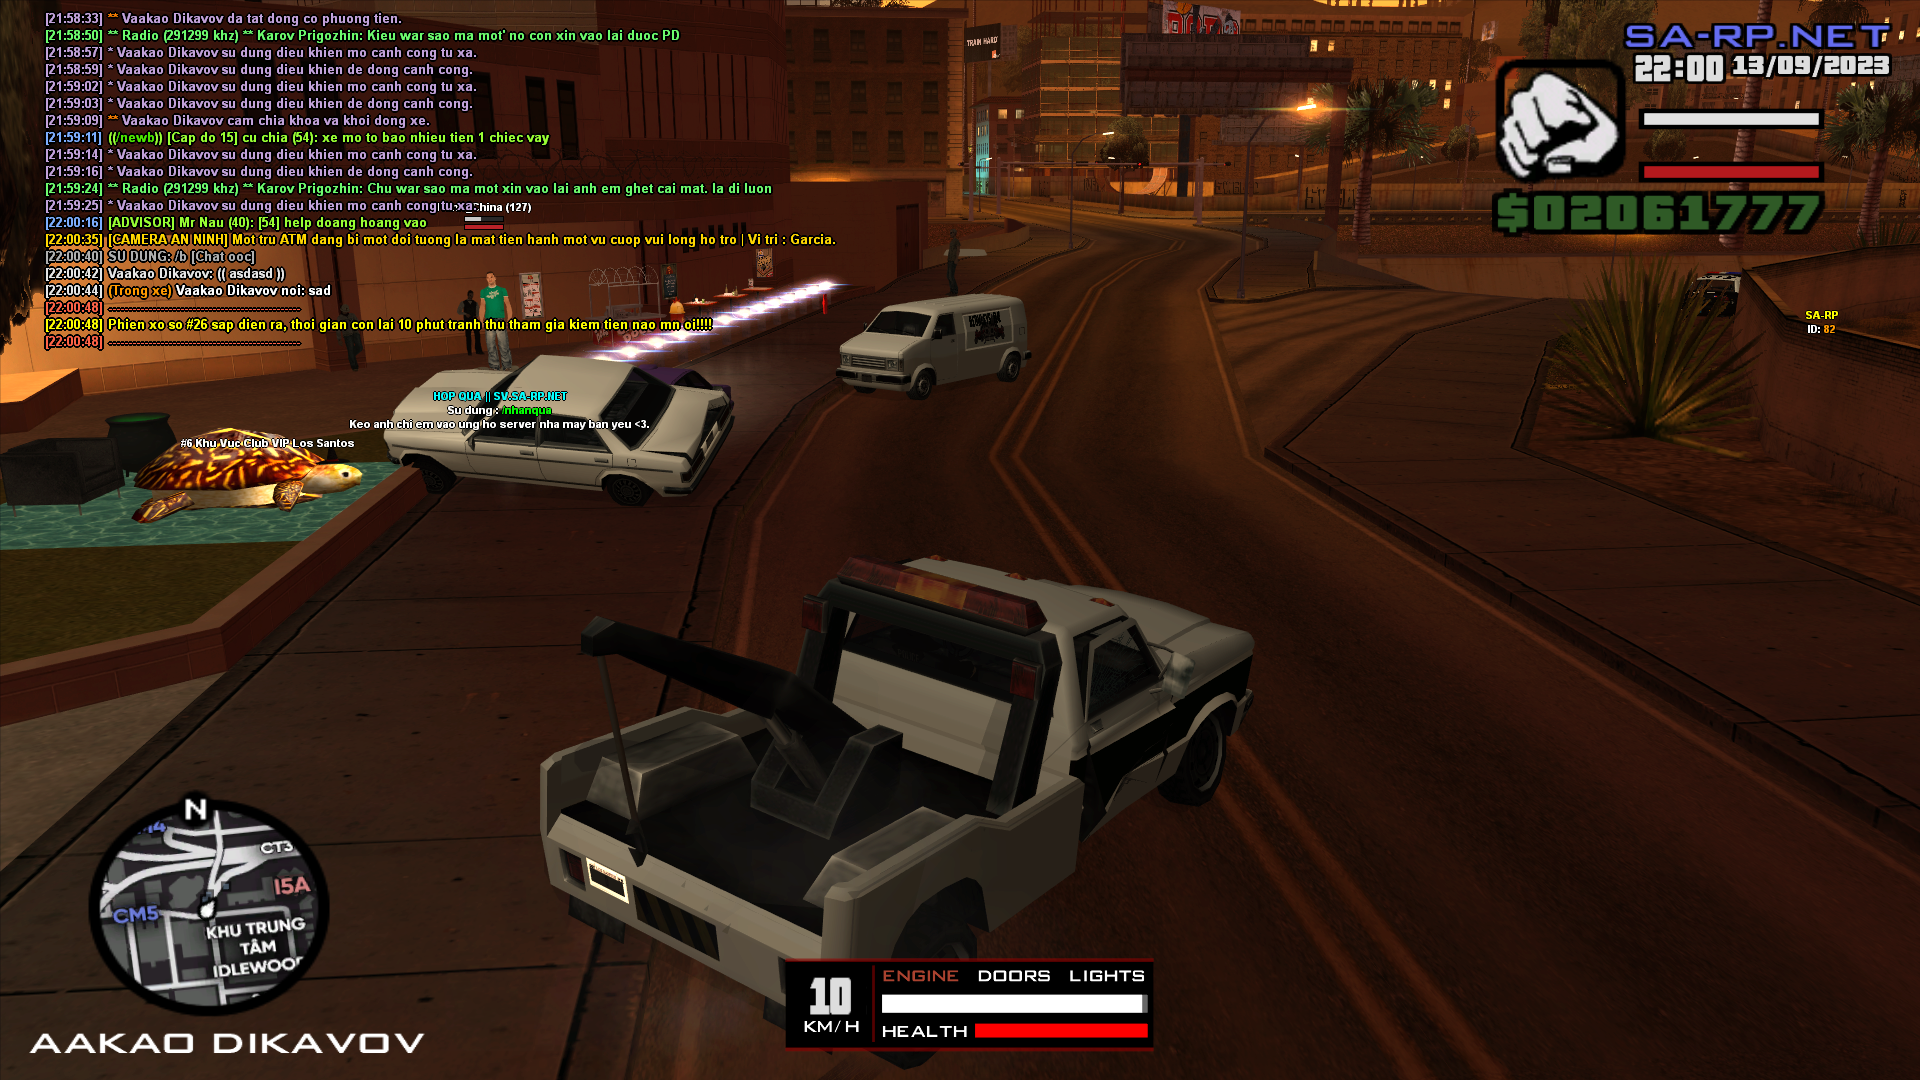 [21:58:33] ** Vaakao Dikavov da tat dong co phuong tien.
[21:58:50] ** Radio (291299 khz) ** Karov Prigozhin: Kieu war sao ma mot' no con xin vao lai duoc PD
[21:58:57] * Vaakao Dikavov su dung dieu khien mo canh cong tu xa.
[21:58:59] * Vaakao Dikavov su dung dieu khien de dong canh cong.
[21:59:02] * Vaakao Dikavov su dung dieu khien mo canh cong tu xa.
[21:59:03] * Vaakao Dikavov su dung dieu khien de dong canh cong.
[21:59:09] ** Vaakao Dikavov cam chia khoa va khoi dong xe.
[21:59:11] ((/newb)) [Cap do 15] cu chia (54): xe mo to bao nhieu tien 1 chiec vay
[21:59:14] * Vaakao Dikavov su dung dieu khien mo canh cong tu xa.
[21:59:16] * Vaakao Dikavov su dung dieu khien de dong canh cong.
[21:59:24] ** Radio (291299 khz) ** Karov Prigozhin: Chu war sao ma mot xin vao lai anh em ghet cai mat. la di luon
[21:59:25] * Vaakao Dikavov su dung dieu khien mo canh cong tu xa.
China (127)
[22:00:16] [ADVISOR] Mr Nau (40): [54] help doang hoang vao
[22:00:35] [CAMERA AN NINH] Mot tru ATM dang bi mot doi tuong la mat tien hanh mot vu cuop vui long ho tro | Vi tri : Garcia.
[22:00:40] SU DUNG: /b [Chat ooc]
[22:00:42] Vaakao Dikavov: (( asdasd ))
[22:00:44] (Trong xe) Vaakao Dikavov noi: sad
[22:00:48] ------------------------------------------------
[22:00:48] Phien xo so #26 sap dien ra, thoi gian con lai 10 phut tranh thu tham gia kiem tien nao mn oi!!!!
[22:00:48] ------------------------------------------------
SA-RP.NET
22:00 13/09/2023
$02061777
TRAIN HARD
SA-RP
ID: 82
HOP QUA || SV.SA-RP.NET
Su dung : /nhanqua
Keo anh chi em vao ung ho server nha may ban yeu <3.
#6 Khu Vuc Club VIP Los Santos
N
14
CT3
I5A
CM5
KHU TRUNG
TÂM
IDLEWOOD
AAKAO DIKAVOV
10
KM/H
ENGINE DOORS LIGHTS
HEALTH